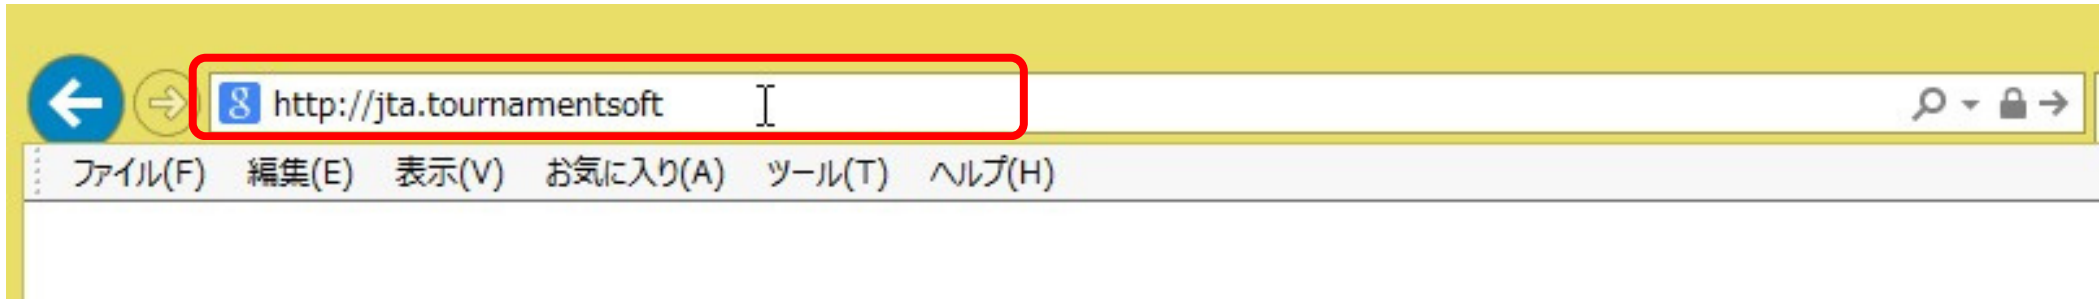 http://jta.tournamentsoft
ファイル(F) 編集(E) 表示(V) お気に入り(A) ツール(T) ヘルプ(H)